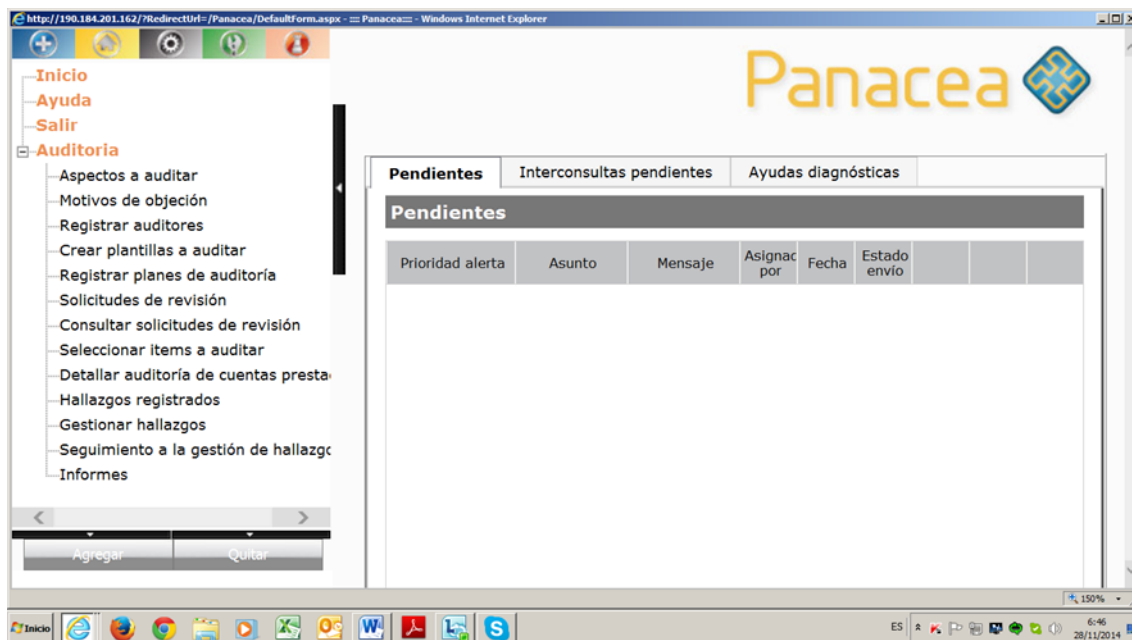 http://190.184.201.162/?RedirectUrl=/Panacea/DefaultForm.aspx - :::: Panacea:::: - Windows Internet Explorer
Inicio
Ayuda
Salir
Auditoria
Aspectos a auditar
Motivos de objeción
Registrar auditores
Crear plantillas a auditar
Registrar planes de auditoría
Solicitudes de revisión
Consultar solicitudes de revisión
Seleccionar items a auditar
Detallar auditoría de cuentas presta
Hallazgos registrados
Gestionar hallazgos
Seguimiento a la gestión de hallazgo
Informes
Agregar Quitar
Panacea
Pendientes Interconsultas pendientes Ayudas diagnósticas
Pendientes
Prioridad alerta Asunto Mensaje Asignac por Fecha Estado envío
150%
Inicio ES 6:46
28/11/2014